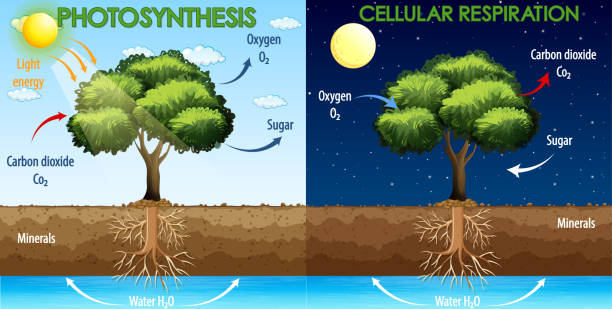 PHOTOSYNTHESIS
Light
energy
Oxygen
O₂
Sugar
Carbon dioxide
Co₂
Minerals
Water H₂O
CELLULAR RESPIRATION
Carbon dioxide
Co₂
Oxygen
O₂
Sugar
Minerals
Water H₂O